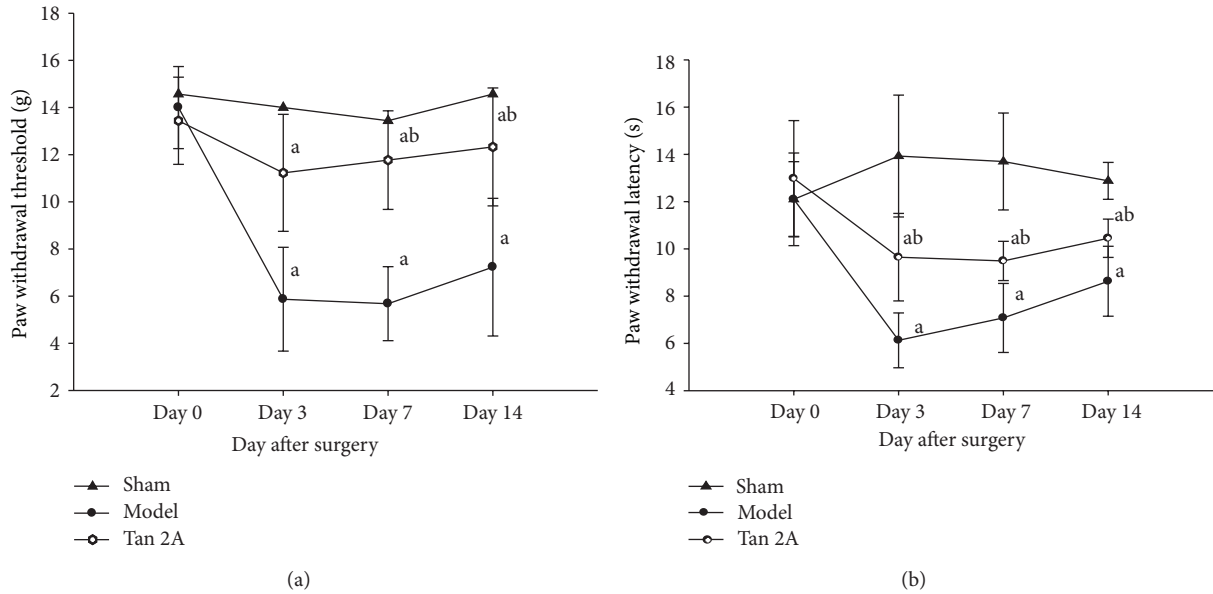 18
16
14
12
10
8
6
4
2
Paw withdrawal threshold (g)
a
ab
ab
a
a
a
Day 0 Day 3 Day 7 Day 14
Day after surgery
Sham
Model
Tan 2A
(a)
18
16
14
12
10
8
6
4
Paw withdrawal latency (s)
ab
ab
ab
a
a
a
Day 0 Day 3 Day 7 Day 14
Day after surgery
Sham
Model
Tan 2A
(b)